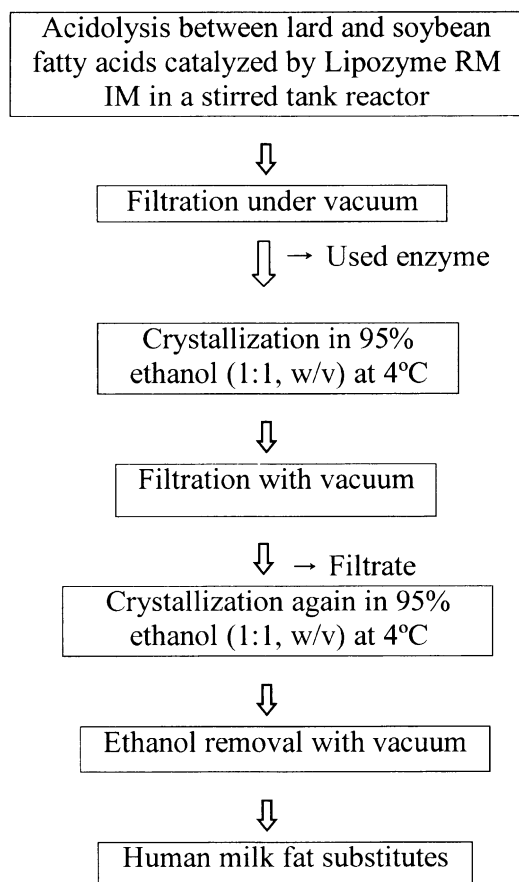 Acidolysis between lard and soybean
fatty acids catalyzed by Lipozyme RM
IM in a stirred tank reactor
Filtration under vacuum
→ Used enzyme
Crystallization in 95%
ethanol (1:1, w/v) at 4ºC
Filtration with vacuum
→ Filtrate
Crystallization again in 95%
ethanol (1:1, w/v) at 4ºC
Ethanol removal with vacuum
Human milk fat substitutes